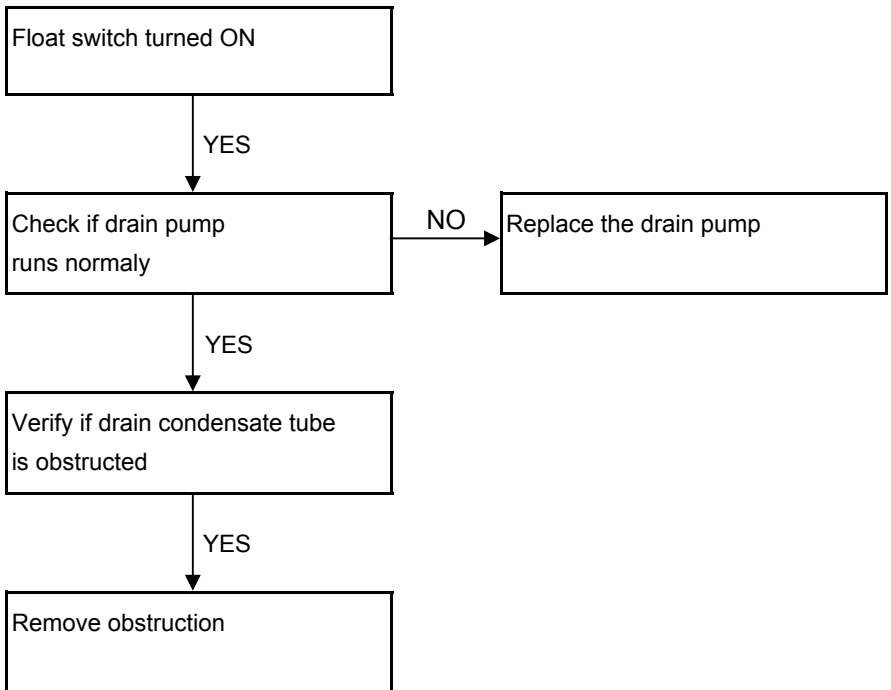 Float switch turned ON
YES
Check if drain pump
runs normaly
NO
Replace the drain pump
YES
Verify if drain condensate tube
is obstructed
YES
Remove obstruction